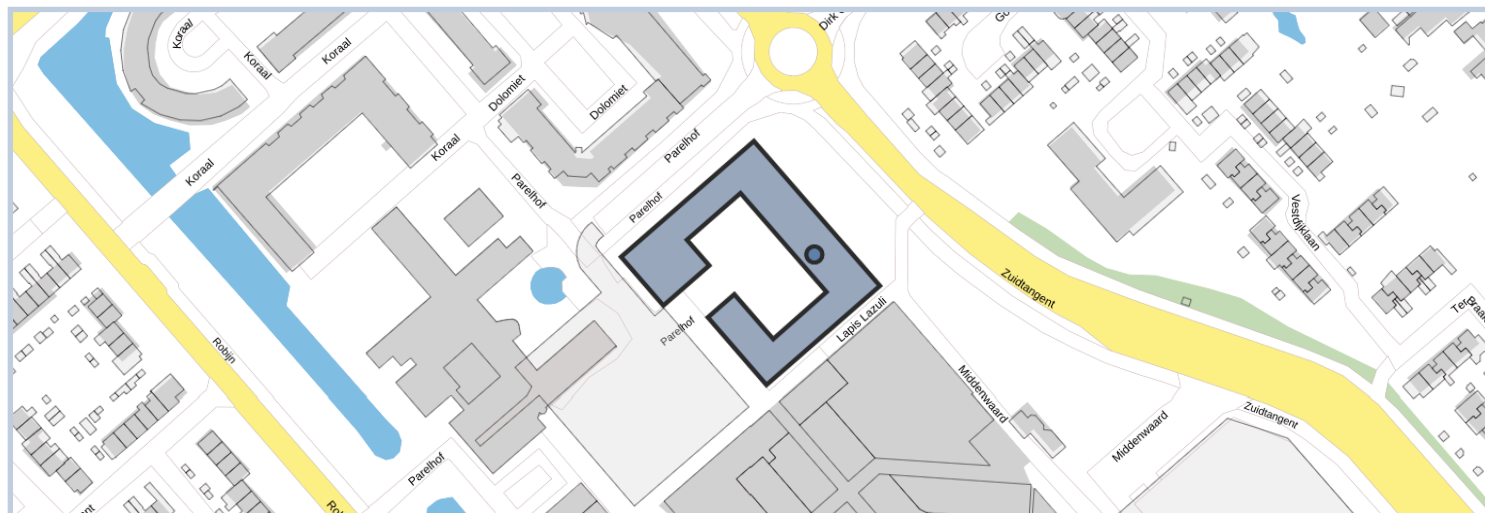 Koraal
Koraal
Koraal
Dirk
Dolomiet
Dolomiet
Koraal
Koraal
Parelhof
Parelhof
Parelhof
Vestdijklaan
Zuidtangent
Lapis Lazuli
Parelhof
Robijn
Middenwaard
Zuidtangent
Middenwaard
Parelhof